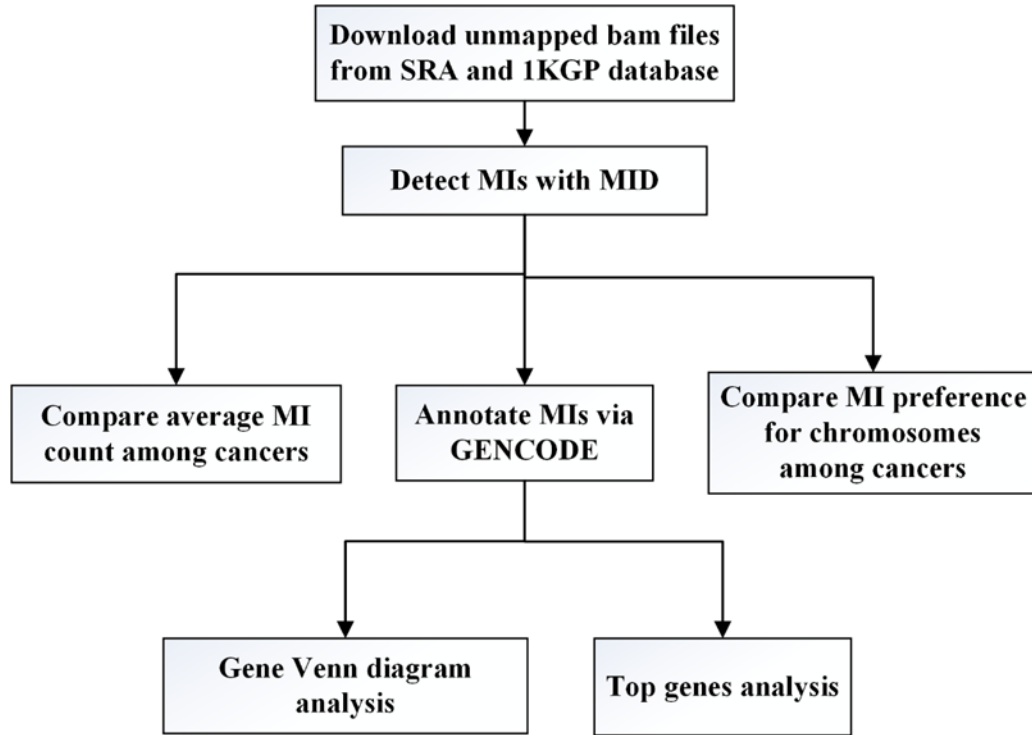 Download unmapped bam files
from SRA and 1KGP database
Detect MIs with MID
Compare average MI
count among cancers
Annotate MIs via
GENCODE
Compare MI preference
for chromosomes
among cancers
Gene Venn diagram
analysis
Top genes analysis